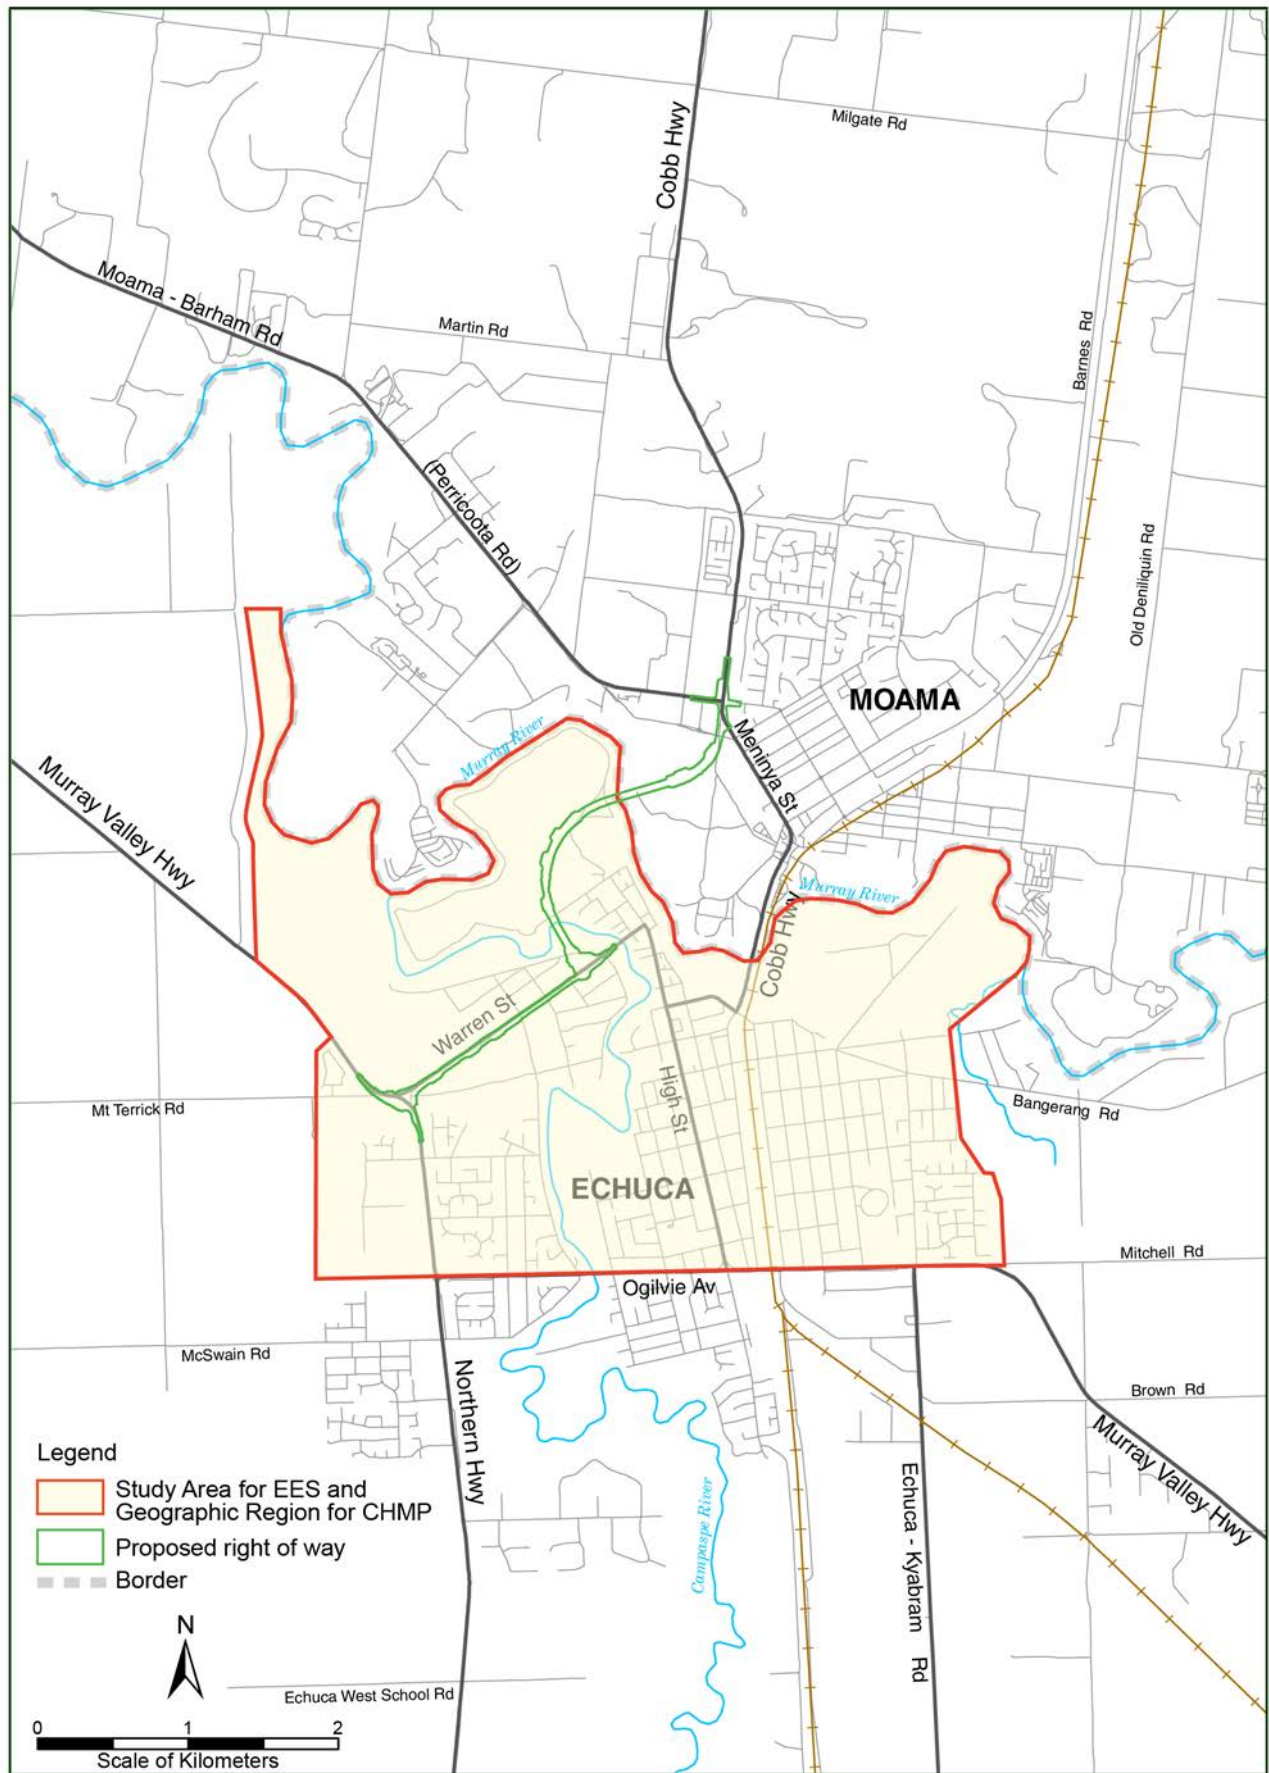 Milgate Rd
Cobb Hwy
Moama - Barham Rd
Martin Rd
Barnes Rd
(Perricoota Rd)
Old Deniliquin Rd
MOAMA
Murray River
Meninya St
Murray Valley Hwy
Murray River
Cobb Hwy
Warren St
High St
Mt Terrick Rd
Bangerang Rd
ECHUCA
Mitchell Rd
Ogilvie Av
McSwain Rd
Northern Hwy
Brown Rd
Murray Valley Hwy
Echuca - Kyabram Rd
Campaspe River
Legend
Study Area for EES and
Geographic Region for CHMP
Proposed right of way
Border
N
Echuca West School Rd
0 1 2
Scale of Kilometers